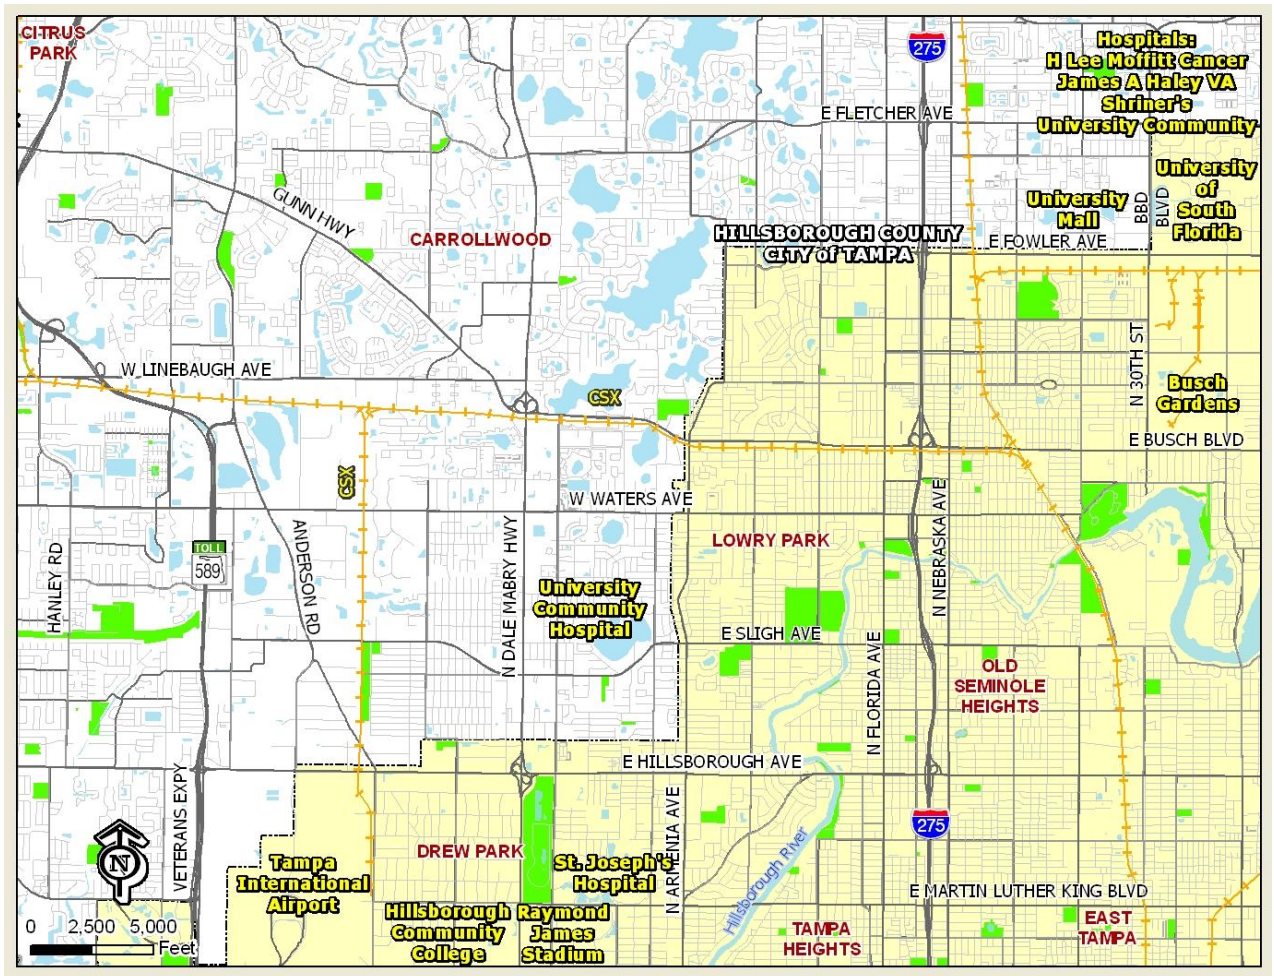 CITRUS
PARK
275
Hospitals:
H Lee Moffitt Cancer
James A Haley VA
Shriner's
University Community
E FLETCHER AVE
University
of
South
Florida
University
Mall
BBD
BLVD
GUNN HWY
CARROLLWOOD
HILLSBOROUGH COUNTY
CITY of TAMPA
E FOWLER AVE
N 30TH ST
W LINEBAUGH AVE
CSX
Busch
Gardens
E BUSCH BLVD
CSX
W WATERS AVE
N NEBRASKA AVE
ANDERSON RD
N DALE MABRY HWY
LOWRY PARK
HANLEY RD
TOLL
589
University
Community
Hospital
E SLIGH AVE
N FLORIDA AVE
OLD
SEMINOLE
HEIGHTS
E HILLSBOROUGH AVE
VETERANS EXPY
N ARMENIA AVE
275
Hillsborough River
DREW PARK
Tampa
International
Airport
St. Joseph's
Hospital
E MARTIN LUTHER KING BLVD
Hillsborough
Community
College
Raymond
James
Stadium
TAMPA
HEIGHTS
EAST
TAMPA
N
0 2,500 5,000
Feet